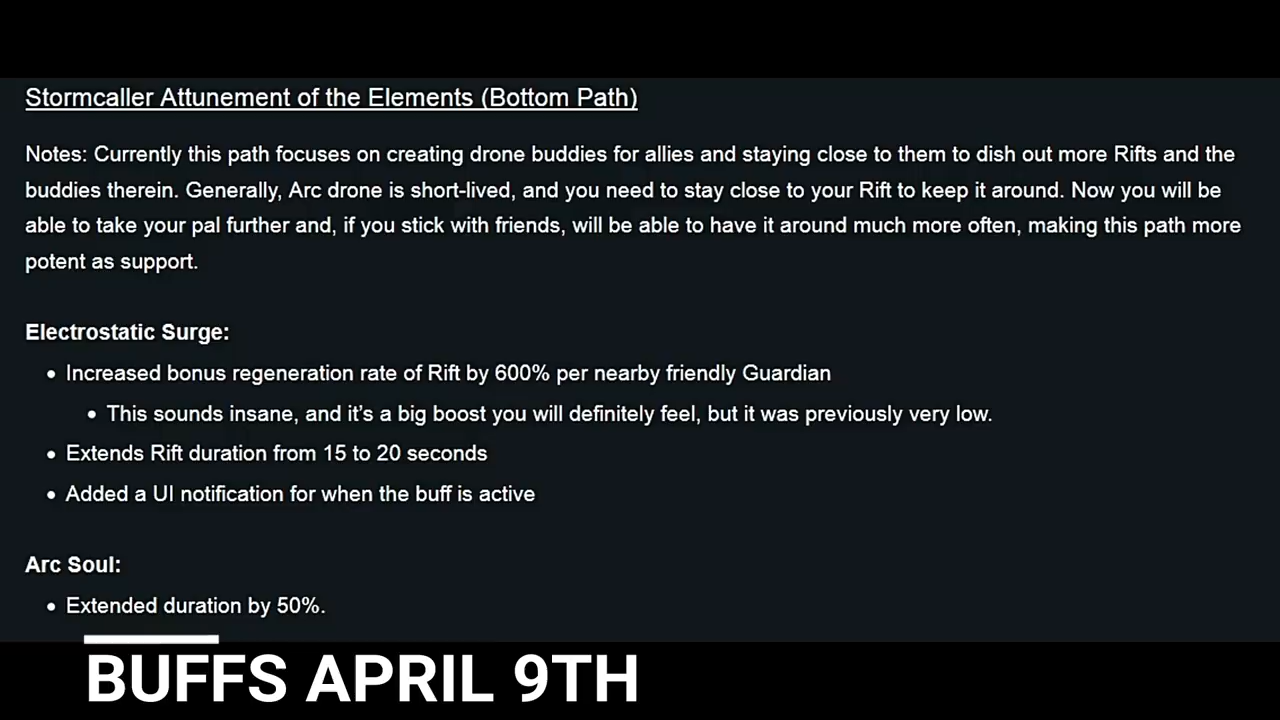 Stormcaller Attunement of the Elements (Bottom Path)
Notes: Currently this path focuses on creating drone buddies for allies and staying close to them to dish out more Rifts and the
buddies therein. Generally, Arc drone is short-lived, and you need to stay close to your Rift to keep it around. Now you will be
able to take your pal further and, if you stick with friends, will be able to have it around much more often, making this path more
potent as support.
Electrostatic Surge:
• Increased bonus regeneration rate of Rift by 600% per nearby friendly Guardian
• This sounds insane, and it's a big boost you will definitely feel, but it was previously very low.
• Extends Rift duration from 15 to 20 seconds
• Added a UI notification for when the buff is active
Arc Soul:
• Extended duration by 50%.
BUFFS APRIL 9TH